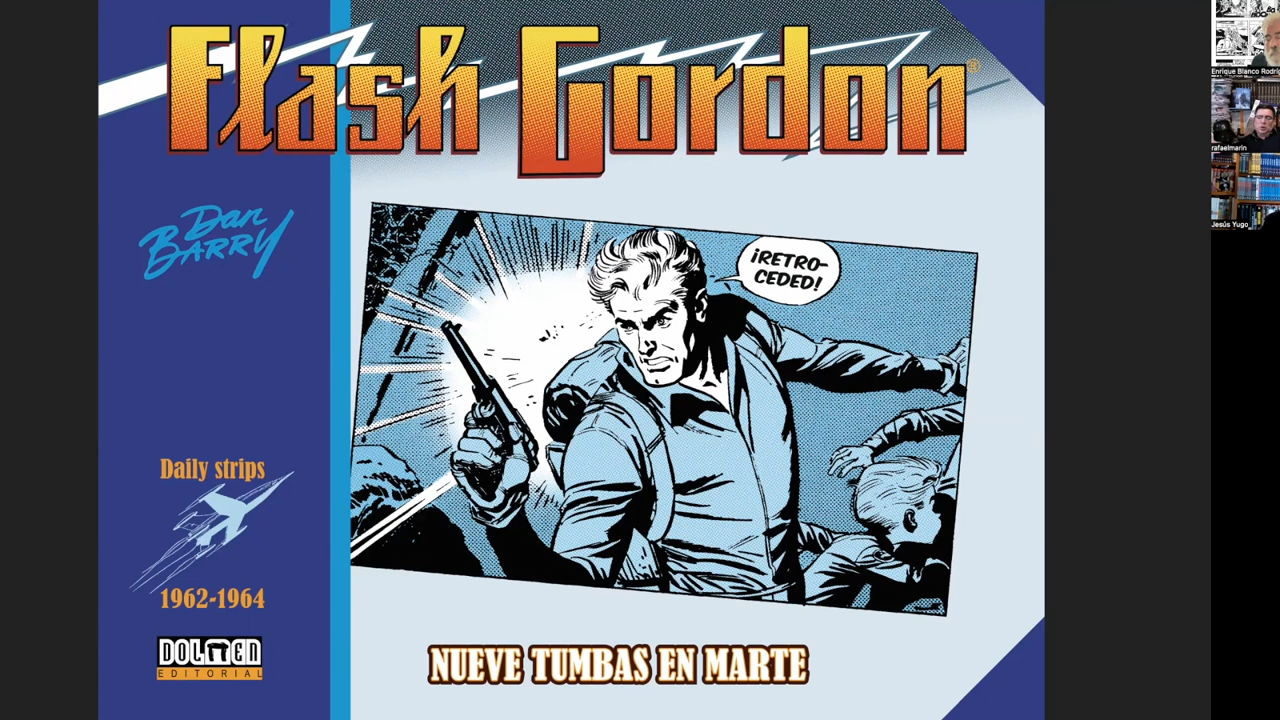 Flash Gordon®
Dan
BARRY
¡RETRO-
CEDED!
Daily strips
1962-1964
DOLMEN
EDITORIAL
NUEVE TUMBAS EN MARTE
Enrique Blanco
rafaelmarin
Jesús Yugo